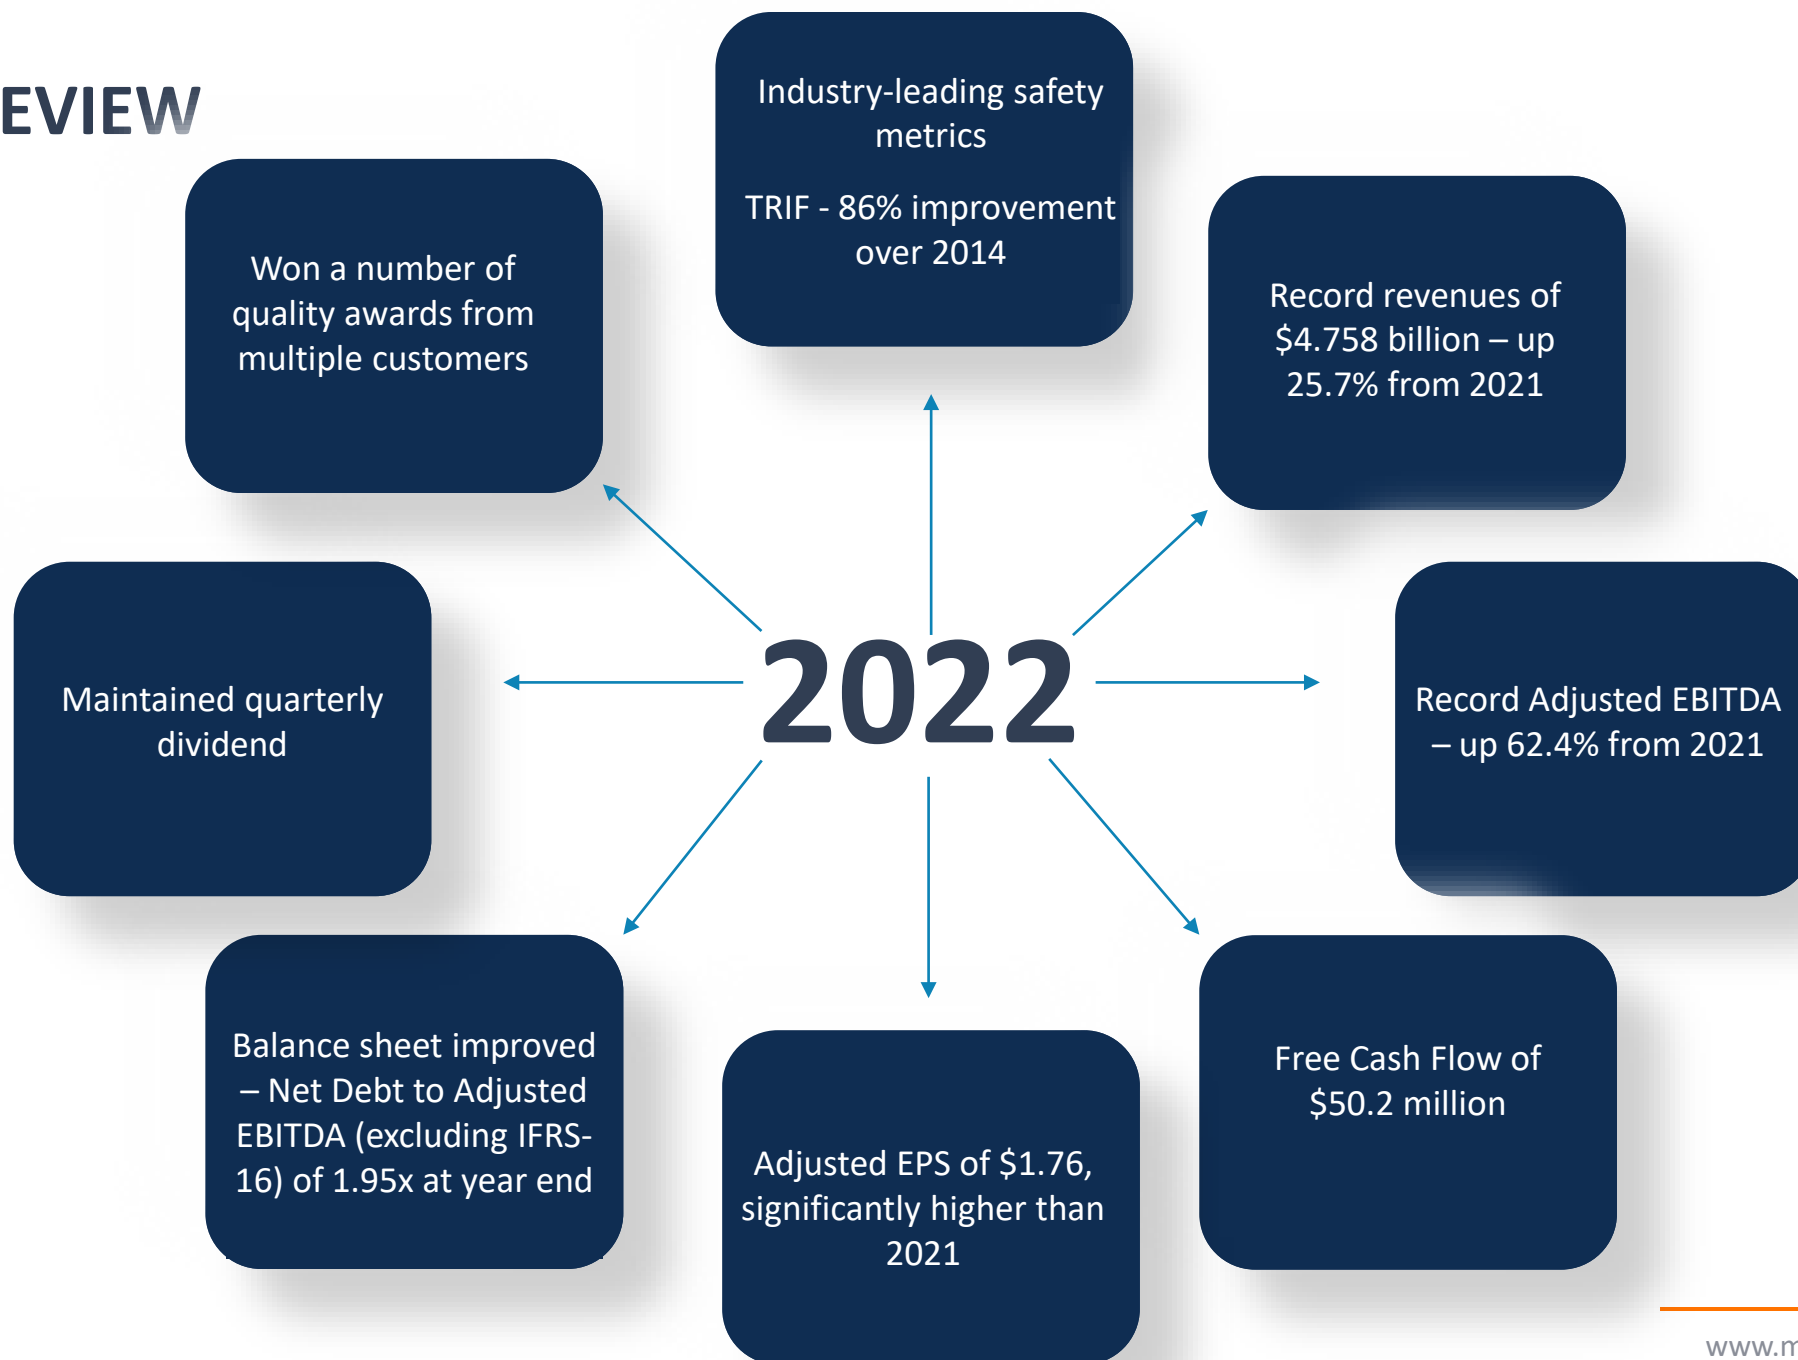 EVIEW
Industry-leading safety
metrics
TRIF - 86% improvement
over 2014
Won a number of
quality awards from
multiple customers
Record revenues of
$4.758 billion – up
25.7% from 2021
2022
Maintained quarterly
dividend
Record Adjusted EBITDA
– up 62.4% from 2021
Balance sheet improved
– Net Debt to Adjusted
EBITDA (excluding IFRS-
16) of 1.95x at year end
Adjusted EPS of $1.76,
significantly higher than
2021
Free Cash Flow of
$50.2 million
www.m